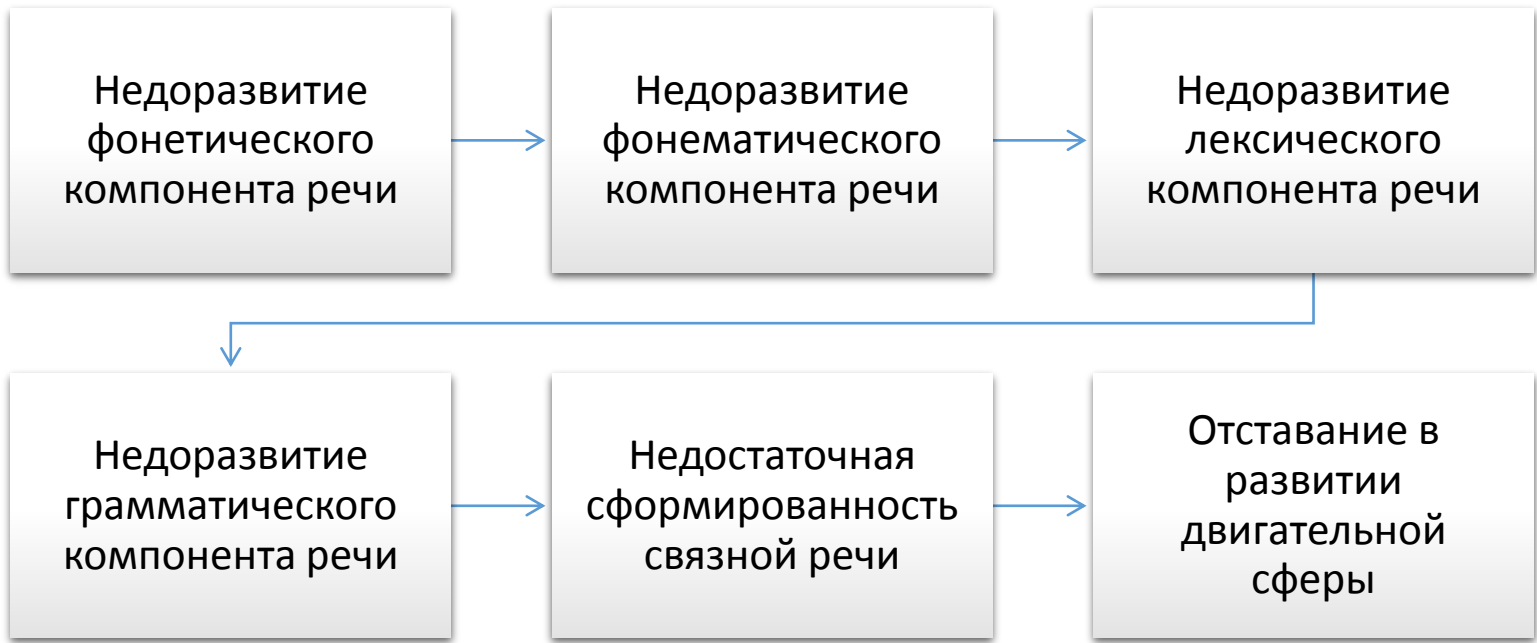 Недоразвитие
фонетического
компонента речи
Недоразвитие
фонематического
компонента речи
Недоразвитие
лексического
компонента речи
Недоразвитие
грамматического
компонента речи
Недостаточная
сформированность
связной речи
Отставание в
развитии
двигательной
сферы